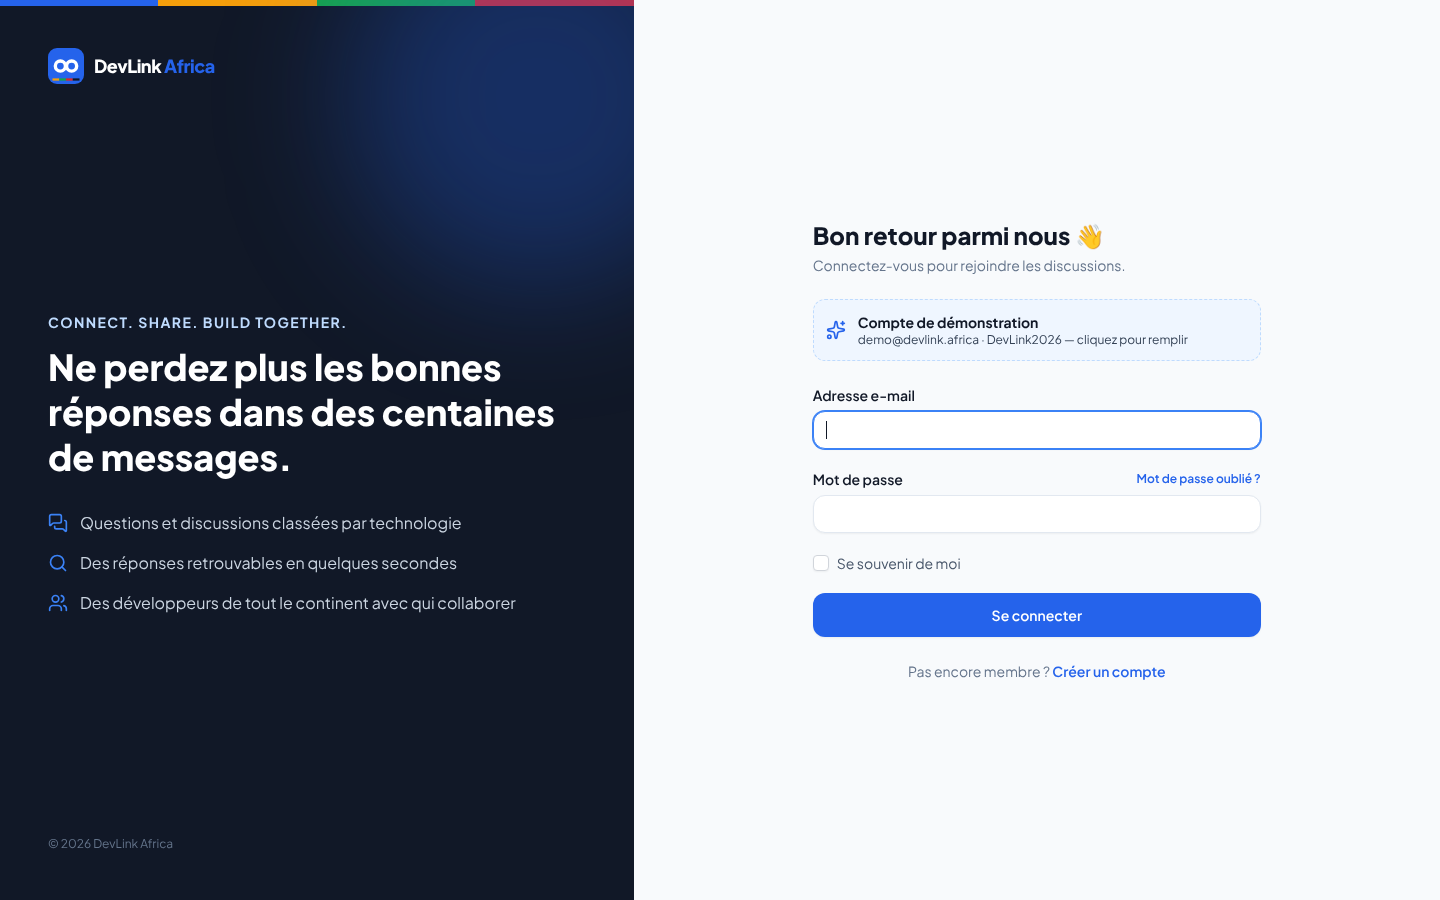 DevLink Africa
CONNECT. SHARE. BUILD TOGETHER.
Ne perdez plus les bonnes
réponses dans des centaines
de messages.
Questions et discussions classées par technologie
Des réponses retrouvables en quelques secondes
Des développeurs de tout le continent avec qui collaborer
© 2026 DevLink Africa
Bon retour parmi nous 👋
Connectez-vous pour rejoindre les discussions.
Compte de démonstration
demo@devlink.africa · DevLink2026 — cliquez pour remplir
Adresse e-mail
Mot de passe
Mot de passe oublié ?
Se souvenir de moi
Se connecter
Pas encore membre ? Créer un compte